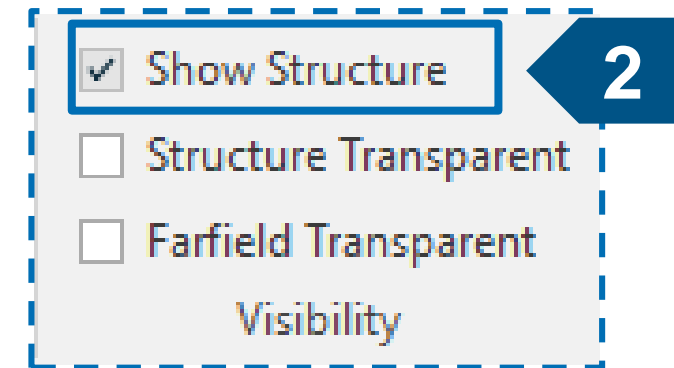 Show Structure
2
Structure Transparent
Farfield Transparent
Visibility